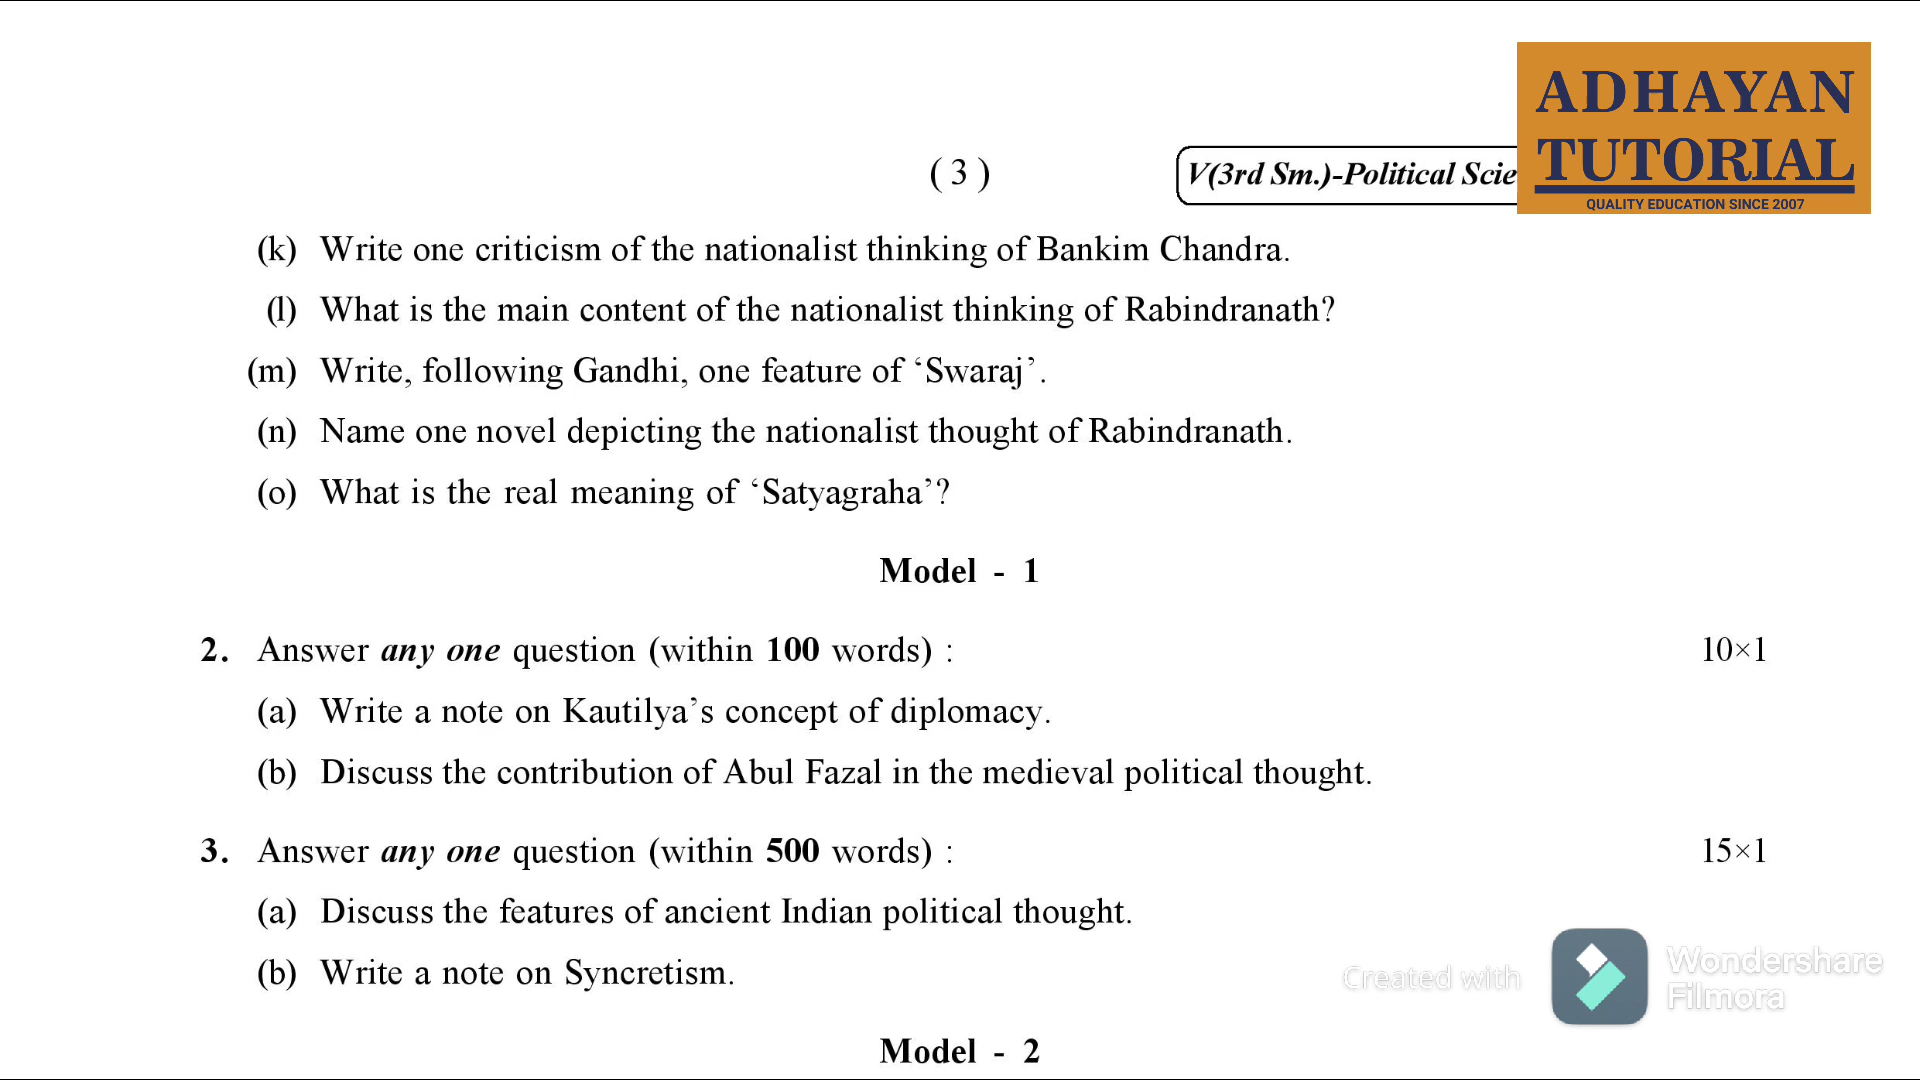 ADHAYAN
TUTORIAL
QUALITY EDUCATION SINCE 2007
( 3 )
V(3rd Sm.)-Political
(k) Write one criticism of the nationalist thinking of Bankim Chandra.
(l) What is the main content of the nationalist thinking of Rabindranath?
(m) Write, following Gandhi, one feature of ‘Swaraj’.
(n) Name one novel depicting the nationalist thought of Rabindranath.
(o) What is the real meaning of ‘Satyagraha’?
Model - 1
2. Answer any one question (within 100 words) : 10×1
(a) Write a note on Kautilya’s concept of diplomacy.
(b) Discuss the contribution of Abul Fazal in the medieval political thought.
3. Answer any one question (within 500 words) : 15×1
(a) Discuss the features of ancient Indian political thought.
(b) Write a note on Syncretism.
Created with
Wondershare
Filmora
Model - 2